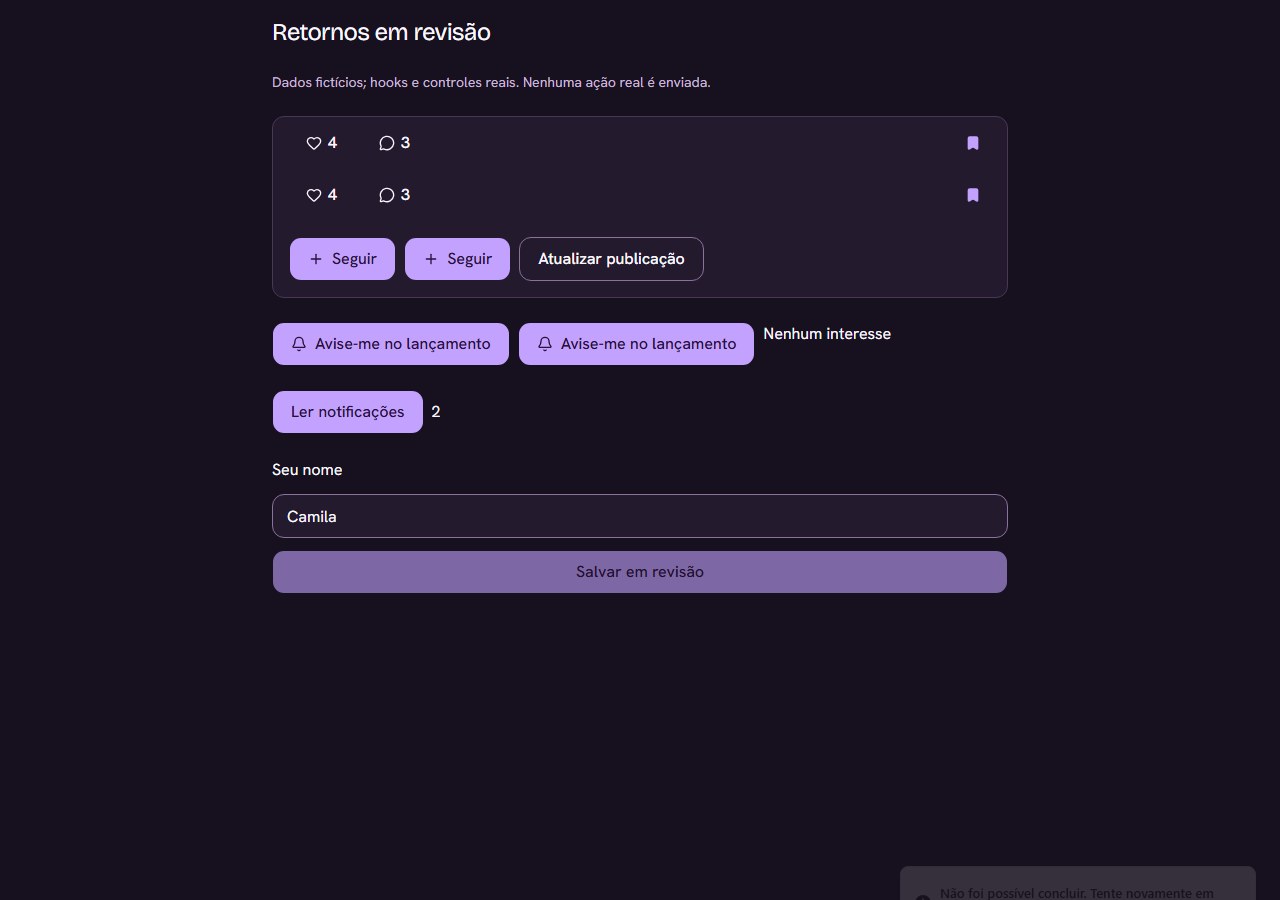 Retornos em revisão
Dados fictícios; hooks e controles reais. Nenhuma ação real é enviada.
4 3
4 3
Seguir Seguir Atualizar publicação
Avise-me no lançamento Avise-me no lançamento Nenhum interesse
Ler notificações 2
Seu nome
Camila
Salvar em revisão
Não foi possível concluir. Tente novamente em